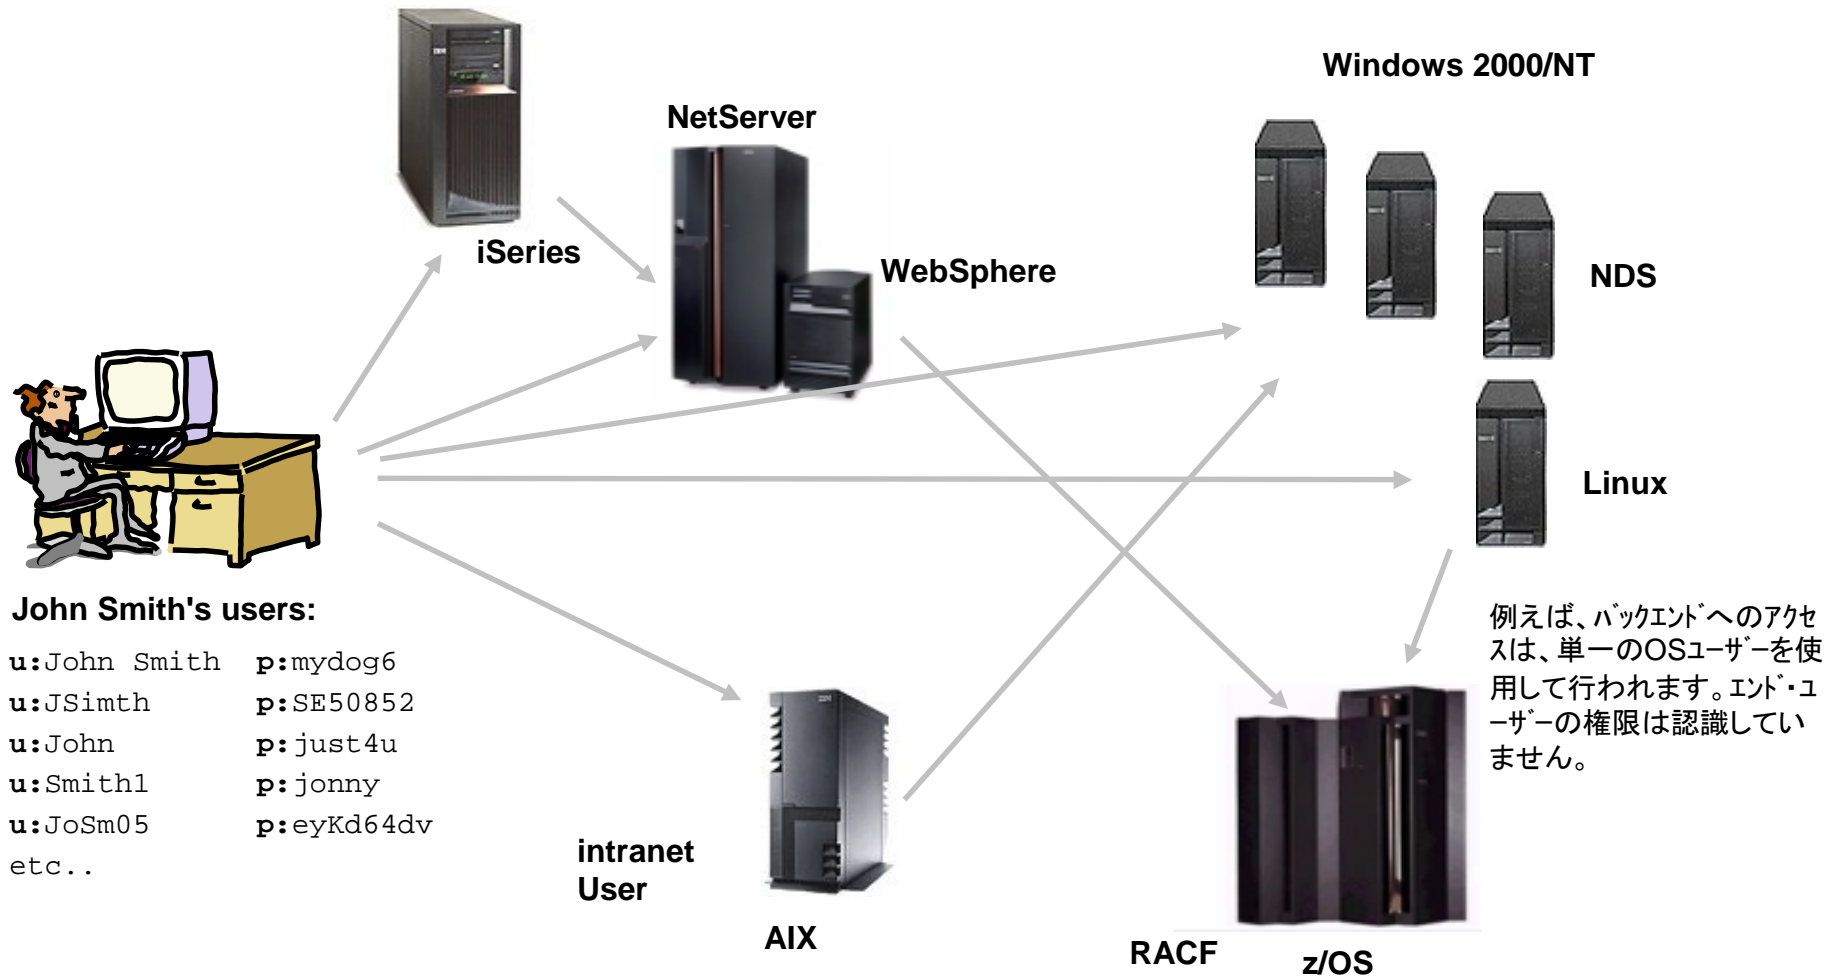 Windows 2000/NT
NetServer
iSeries
WebSphere
NDS
Linux
John Smith's users:
u:John Smith p:mydog6
u:JSimth p:SE50852
u:John p:just4u
u:Smith1 p:jonny
u:JoSm05 p:eyKd64dv
etc..
例えば、ﾊﾞｯｸｴﾝﾄﾞへのｱｸｾ
ｽは、単一のOSﾕｰｻﾞｰを使
用して行われます。ｴﾝﾄﾞ・ﾕ
ｰｻﾞｰの権限は認識してい
ません。
intranet
User
AIX
RACF
z/OS